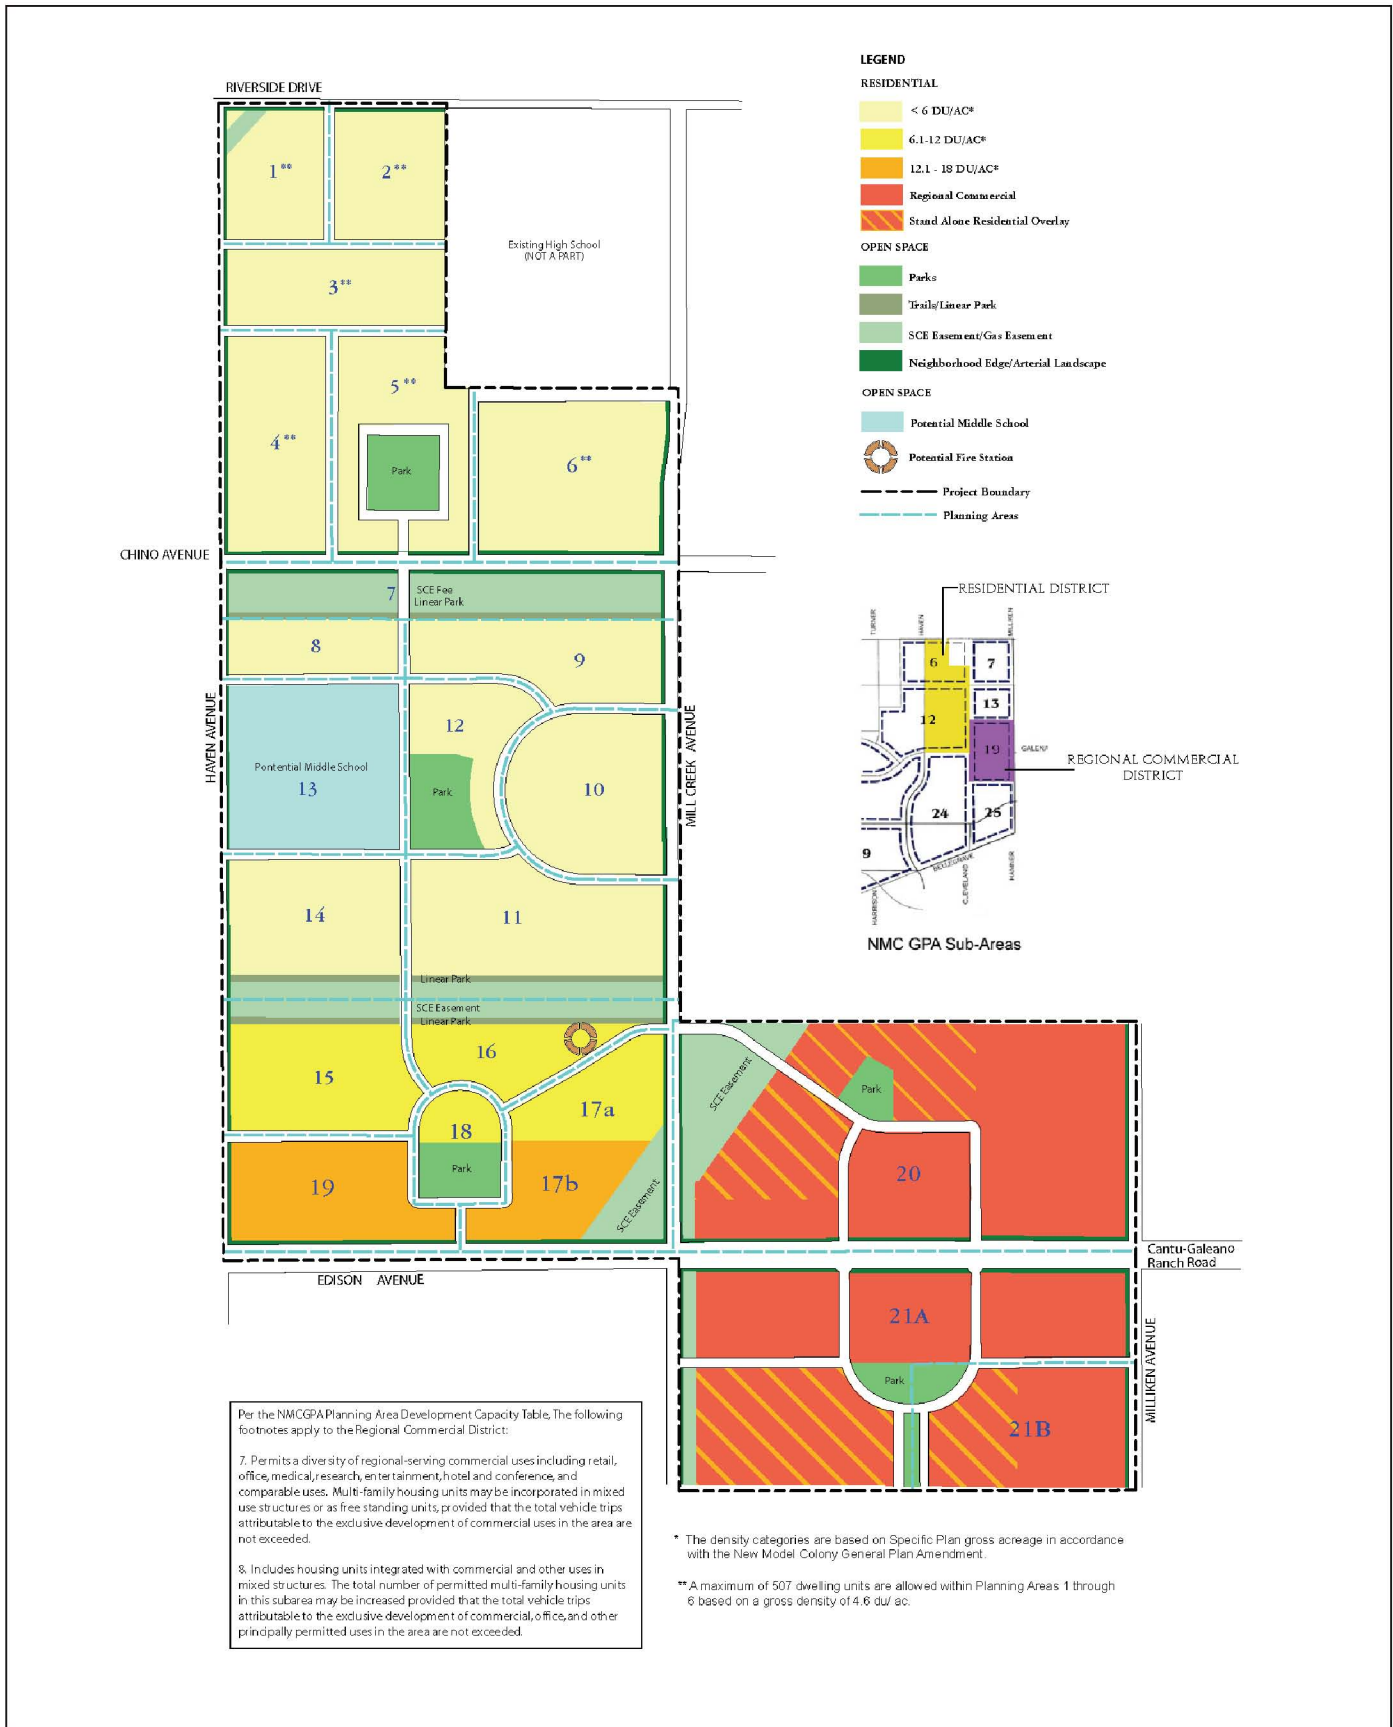 LEGEND
RESIDENTIAL
< 6 DU/AC*
6.1-12 DU/AC*
12.1 - 18 DU/AC*
Regional Commercial
Stand Alone Residential Overlay
OPEN SPACE
Parks
Trails/Linear Park
SCE Easement/Gas Easement
Neighborhood Edge/Arterial Landscape
OPEN SPACE
Potential Middle School
Potential Fire Station
Project Boundary
Planning Areas
RIVERSIDE DRIVE
1**
2**
Existing High School
(NOT A PART)
3**
5**
4**
Park
6**
CHINO AVENUE
7
SCE Fee
Linear Park
8
9
HAVEN AVENUE
MILL CREEK AVENUE
12
Pontential Middle School
13
Park
10
14
11
Linear Park
SCE Easement
Linear Park
16
15
17a
18
Park
19
17b
SCE Easement
SCE Easement
Park
20
Cantu-Galeano
Ranch Road
EDISON AVENUE
21A
Park
21B
MILLIKEN AVENUE
RESIDENTIAL DISTRICT
TURNER
HAVEN
MILLIKEN
6
7
13
12
19
GALENA
REGIONAL COMMERCIAL
DISTRICT
24
25
9
BELLEGRAVE
HARRISON
CLEVELAND
HAMNER
NMC GPA Sub-Areas
Per the NMCGPA Planning Area Development Capacity Table, The following
footnotes apply to the Regional Commercial District:
7. Permits a diversity of regional-serving commercial uses including retail,
office, medical, research, entertainment, hotel and conference, and
comparable uses. Multi-family housing units may be incorporated in mixed
use structures or as free standing units, provided that the total vehicle trips
attributable to the exclusive development of commercial uses in the area are
not exceeded.
8. Includes housing units integrated with commercial and other uses in
mixed structures. The total number of permitted multi-family housing units
in this subarea may be increased provided that the total vehicle trips
attributable to the exclusive development of commercial, office, and other
principally permitted uses in the area are not exceeded.
* The density categories are based on Specific Plan gross acreage in accordance
with the New Model Colony General Plan Amendment.
** A maximum of 507 dwelling units are allowed within Planning Areas 1 through
6 based on a gross density of 4.6 du/ ac.